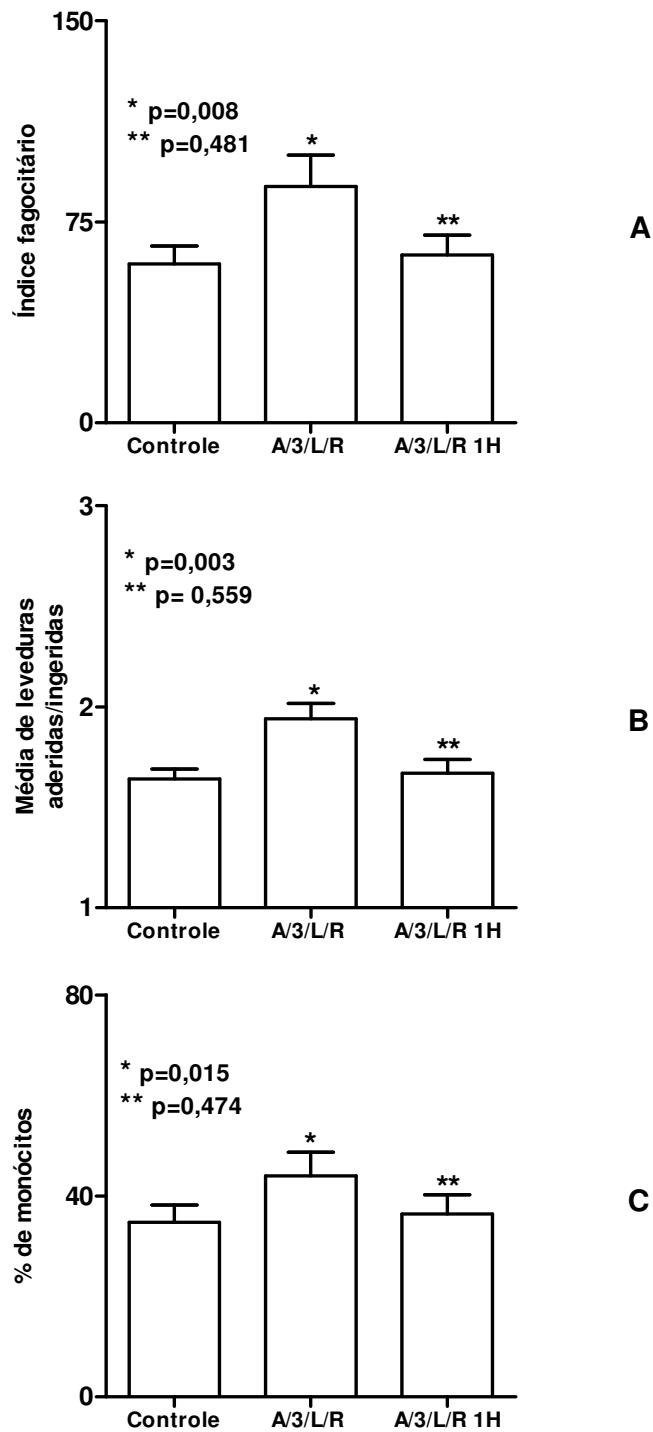 150
* p=0,008
** p=0,481
*
**
75
0
Índice fagocitário
Controle
A/3/L/R
A/3/L/R 1H
A
3
* p=0,003
** p= 0,559
*
**
2
1
Média de leveduras
aderidas/ingeridas
Controle
A/3/L/R
A/3/L/R 1H
B
80
* p=0,015
** p=0,474
*
**
40
0
% de monócitos
Controle
A/3/L/R
A/3/L/R 1H
C